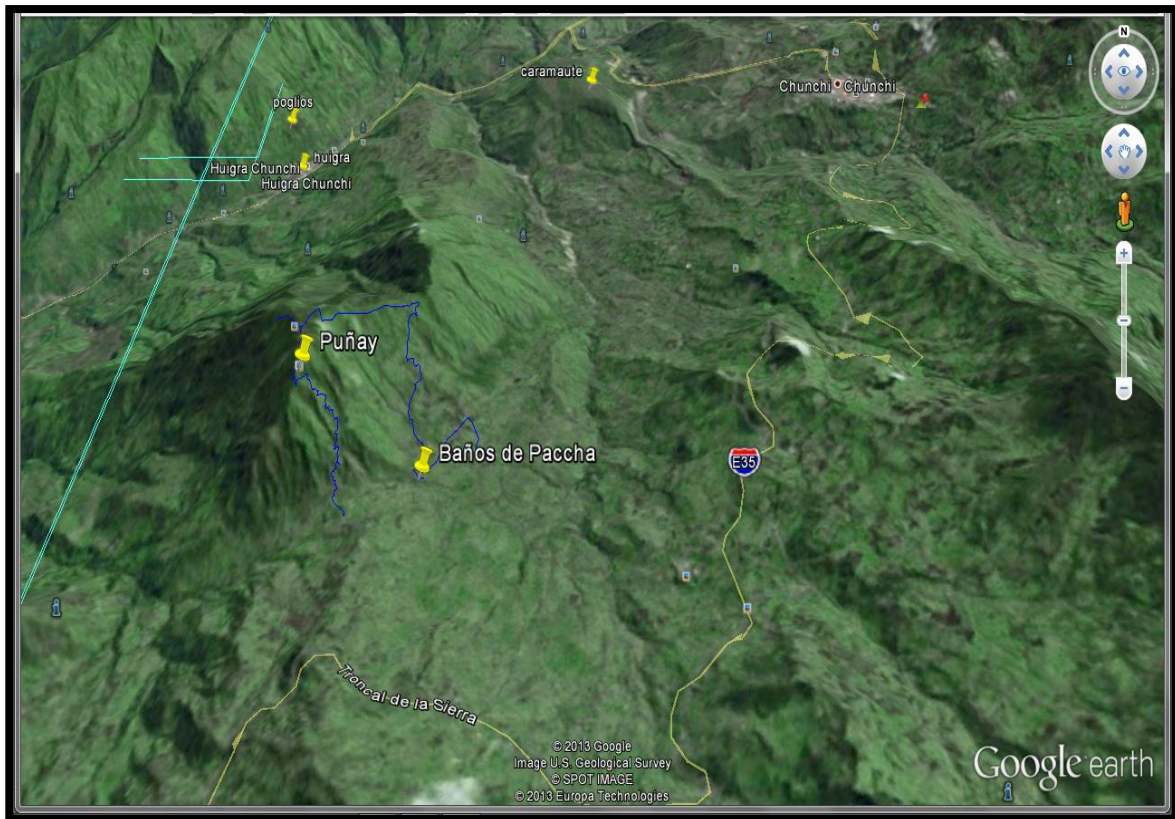 N
caramaute
Chunchi Chunchi
poglios
huigra
Huigra Chunchi
Huigra Chunchi
Puñay
Baños de Paccha
E35
Troncal de la Sierra
© 2013 Google
Image U.S. Geological Survey
© SPOT IMAGE
© 2013 Europa Technologies
Google earth